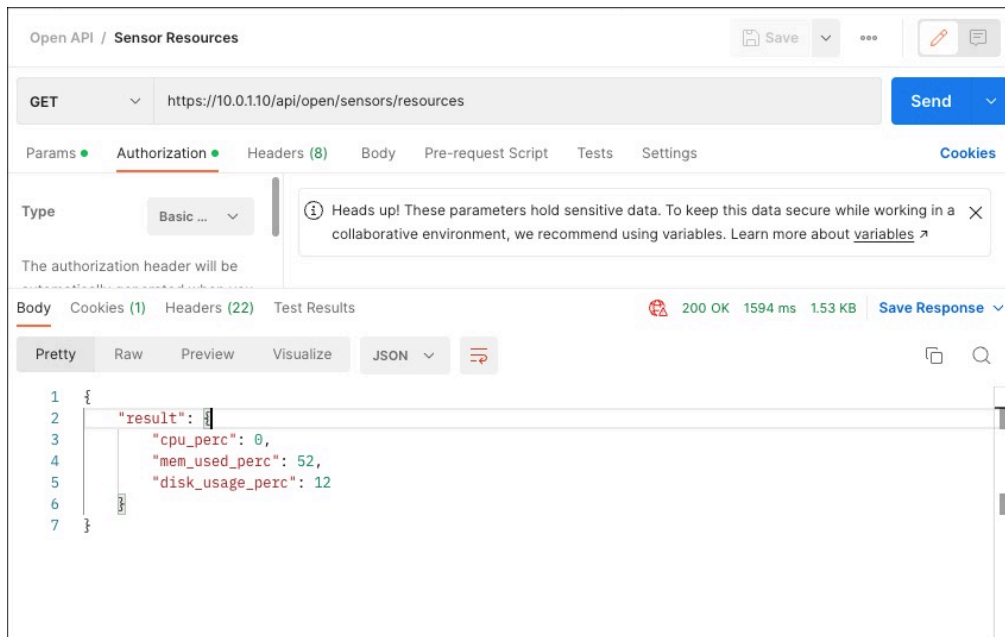 Open API / Sensor Resources
Save
GET https://10.0.1.10/api/open/sensors/resources Send
Params Authorization Headers (8) Body Pre-request Script Tests Settings Cookies
Type Basic ...
Heads up! These parameters hold sensitive data. To keep this data secure while working in a
collaborative environment, we recommend using variables. Learn more about variables ↗
The authorization header will be
Body Cookies (1) Headers (22) Test Results 200 OK 1594 ms 1.53 KB Save Response
Pretty Raw Preview Visualize JSON
1 {
2 "result": {
3 "cpu_perc": 0,
4 "mem_used_perc": 52,
5 "disk_usage_perc": 12
6 }
7 }